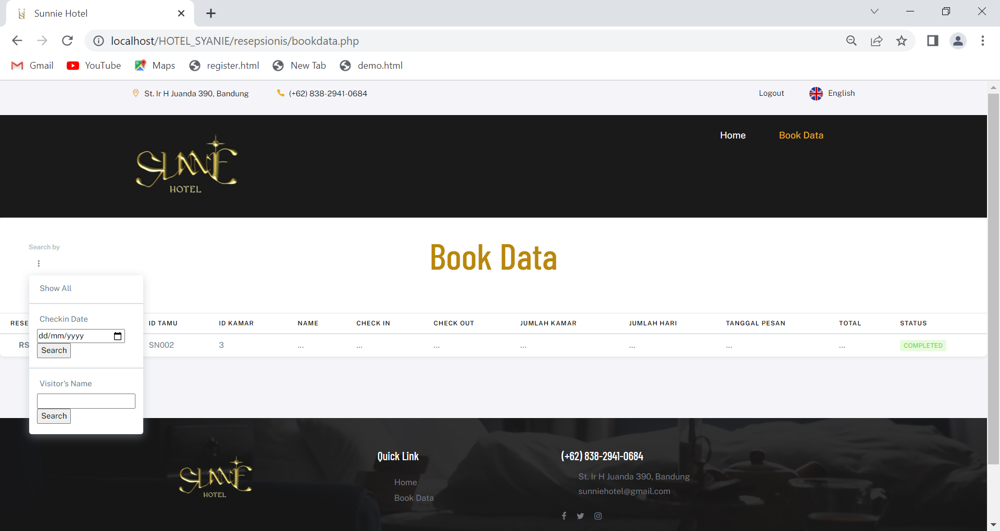 Sunnie Hotel
localhost/HOTEL_SYANIE/resepsionis/bookdata.php
Gmail YouTube Maps register.html New Tab demo.html
St. Ir H Juanda 390, Bandung (+62) 838-2941-0684 Logout English
Home Book Data
SUNNIE
HOTEL
Search by
Book Data
Show All
Checkin Date
RESE ID TAMU ID KAMAR NAME CHECK IN CHECK OUT JUMLAH KAMAR JUMLAH HARI TANGGAL PESAN TOTAL STATUS
dd/mm/yyyy
RS SN002 3 ... ... ... ... ... ... ... COMPLETED
Search
Visitor's Name
Search
SUNNIE
HOTEL
Quick Link
Home
Book Data
(+62) 838-2941-0684
St. Ir H Juanda 390, Bandung
sunniehotel@gmail.com